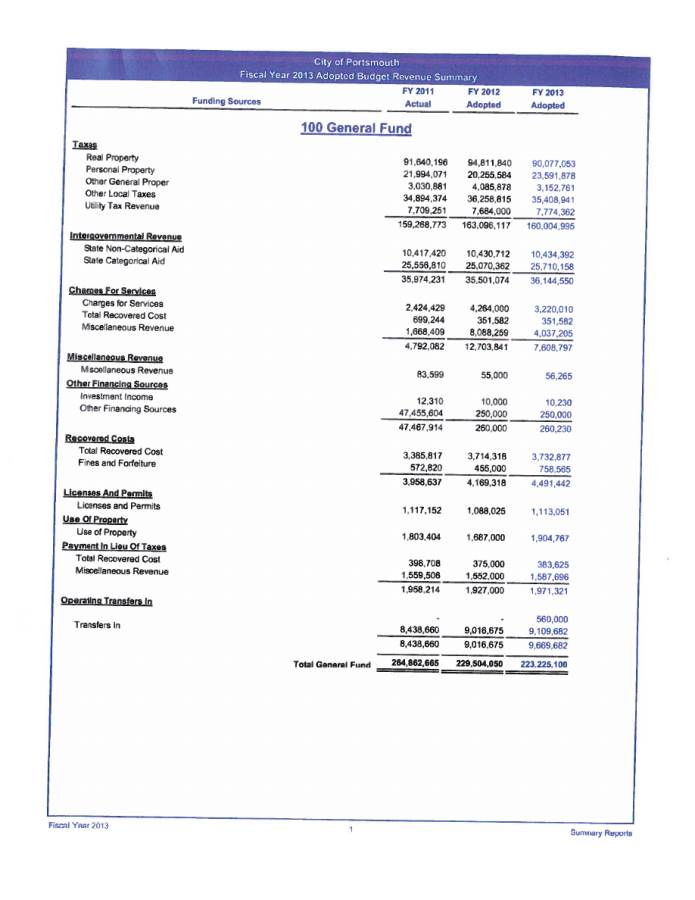 City of Portsmouth
Fiscal Year 2013 Adopted Budget Revenue Summary
FY 2011 FY 2012 FY 2013
Funding Sources Actual Adopted Adopted
100 General Fund
Taxes
Real Property 91,640,196 94,811,840 90,077,053
Personal Property 21,994,071 20,255,584 23,591,878
Other General Proper 3,030,881 4,085,878 3,152,761
Other Local Taxes 34,894,374 36,258,815 35,408,941
Utility Tax Revenue 7,709,251 7,684,000 7,774,362
159,268,773 163,096,117 160,004,995
Intergovernmental Revenue
State Non-Categorical Aid 10,417,420 10,430,712 10,434,392
State Categorical Aid 25,556,810 25,070,362 25,710,158
35,974,231 35,501,074 36,144,550
Charges For Services
Charges for Services 2,424,429 4,264,000 3,220,010
Total Recovered Cost 699,244 351,582 351,582
Miscellaneous Revenue 1,668,409 8,088,259 4,037,205
4,792,082 12,703,841 7,608,797
Miscellaneous Revenue
Miscellaneous Revenue 83,599 55,000 56,265
Other Financing Sources
Investment Income 12,310 10,000 10,230
Other Financing Sources 47,455,604 250,000 250,000
47,467,914 260,000 260,230
Recovered Costs
Total Recovered Cost 3,385,817 3,714,318 3,732,877
Fines and Forfeiture 572,820 455,000 758,565
3,958,637 4,169,318 4,491,442
Licenses And Permits
Licenses and Permits 1,117,152 1,088,025 1,113,051
Use Of Property
Use of Property 1,803,404 1,687,000 1,904,767
Payment In Lieu Of Taxes
Total Recovered Cost 398,708 375,000 383,625
Miscellaneous Revenue 1,559,506 1,552,000 1,587,696
1,958,214 1,927,000 1,971,321
Operating Transfers In
- - 560,000
Transfers In 8,438,660 9,016,675 9,109,682
8,438,660 9,016,675 9,669,682
Total General Fund 264,862,665 229,504,050 223,225,100
Fiscal Year 2013 1 Summary Reports